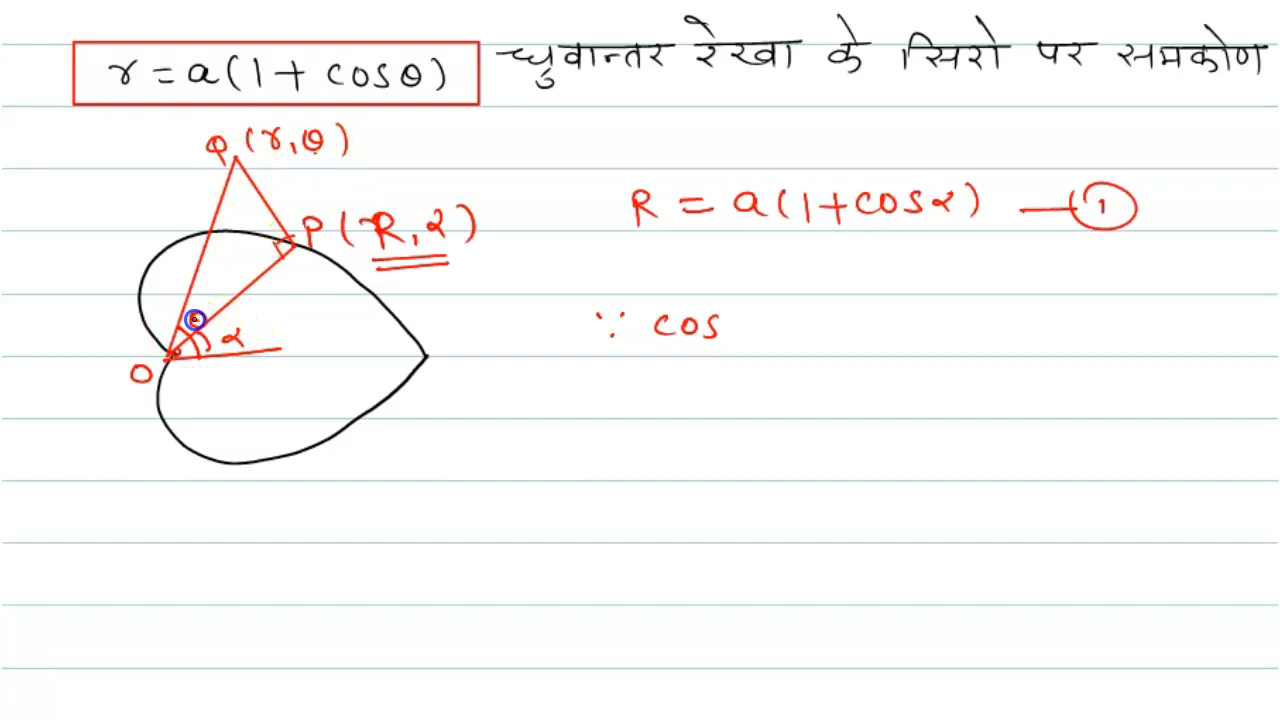 r = a(1 + cosθ)
ध्रुवान्तर रेखा के सिरो पर समकोण
φ (r, θ)
R = a(1+cosα) —①
P (R, α)
∵ cos
α
O